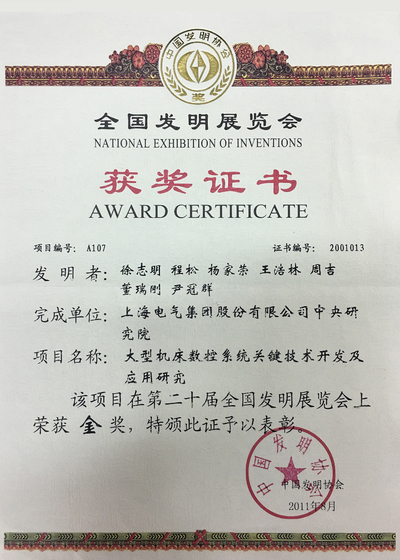 中国发明协会
奖
全国发明展览会
NATIONAL EXHIBITION OF INVENTIONS
获奖证书
AWARD CERTIFICATE
项目编号: A107 证书编号: 2001013
发明者: 徐志明 程松 杨家荣 王浩林 周吉
董瑞刚 尹冠群
完成单位: 上海电气集团股份有限公司中央研
究院
项目名称: 大型机床数控系统关键技术开发及
应用研究
该项目在第二十届全国发明展览会上
荣获 金 奖, 特颁此证予以表彰。
中国发明协会
中国发明协会
2011年8月